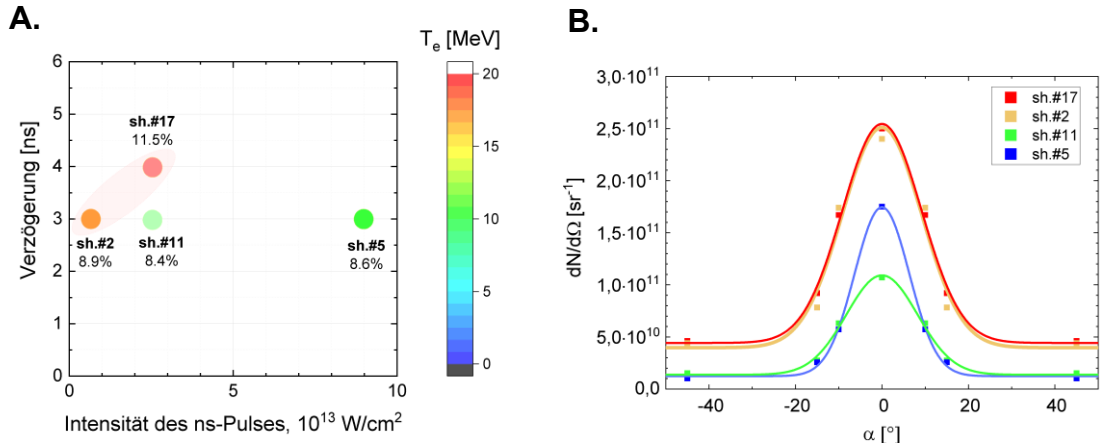 A.
T_e [MeV]
6
5
4
3
2
1
0
Verzögerung [ns]
sh.#17
11.5%
sh.#2
8.9%
sh.#11
8.4%
sh.#5
8.6%
0
5
10
Intensität des ns-Pulses, 10¹³ W/cm²
20
15
10
5
0
B.
3,0·10¹¹
2,5·10¹¹
2,0·10¹¹
1,5·10¹¹
1,0·10¹¹
5,0·10¹⁰
0,0
dN/dΩ [sr⁻¹]
sh.#17
sh.#2
sh.#11
sh.#5
-40
-20
0
20
40
α [°]